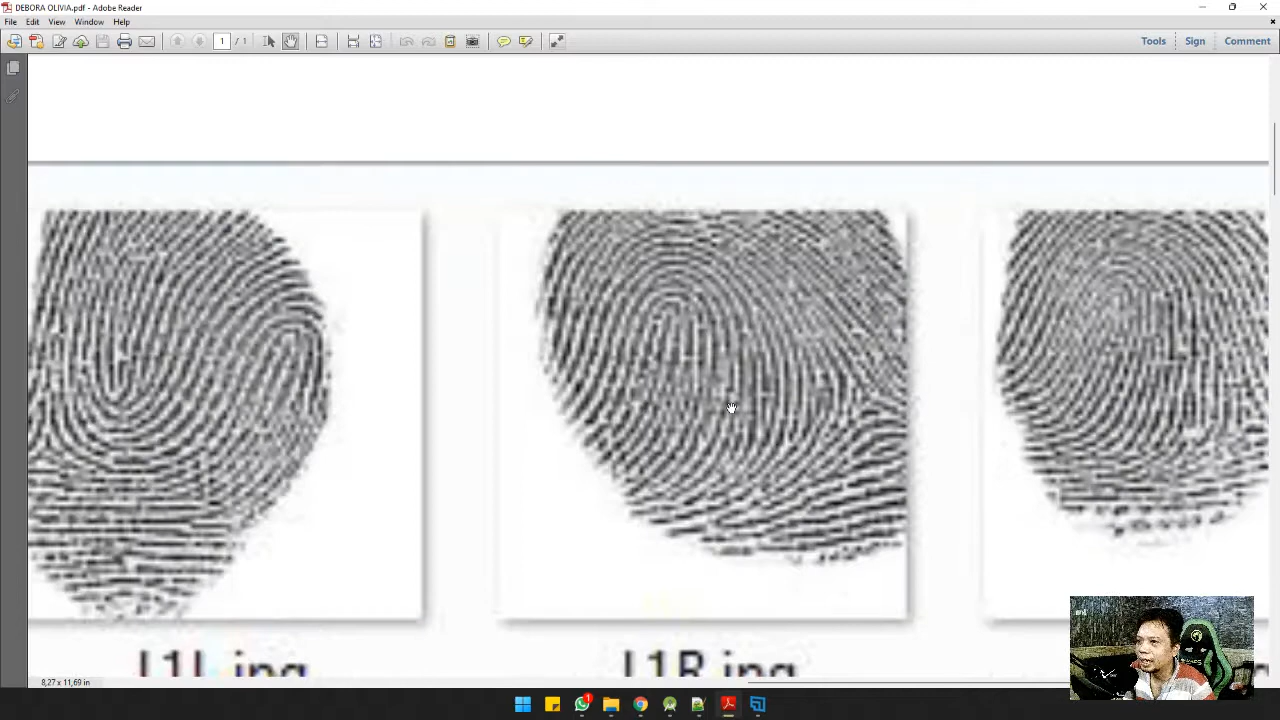 DEBORA OLIVIA.pdf - Adobe Reader
File Edit View Window Help
1 / 1
Tools Sign Comment
L1L.jpg
L1R.jpg
8,27 x 11,69 in
1